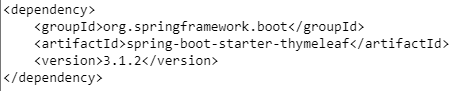 <dependency>
    <groupId>org.springframework.boot</groupId>
    <artifactId>spring-boot-starter-thymeleaf</artifactId>
    <version>3.1.2</version>
</dependency>